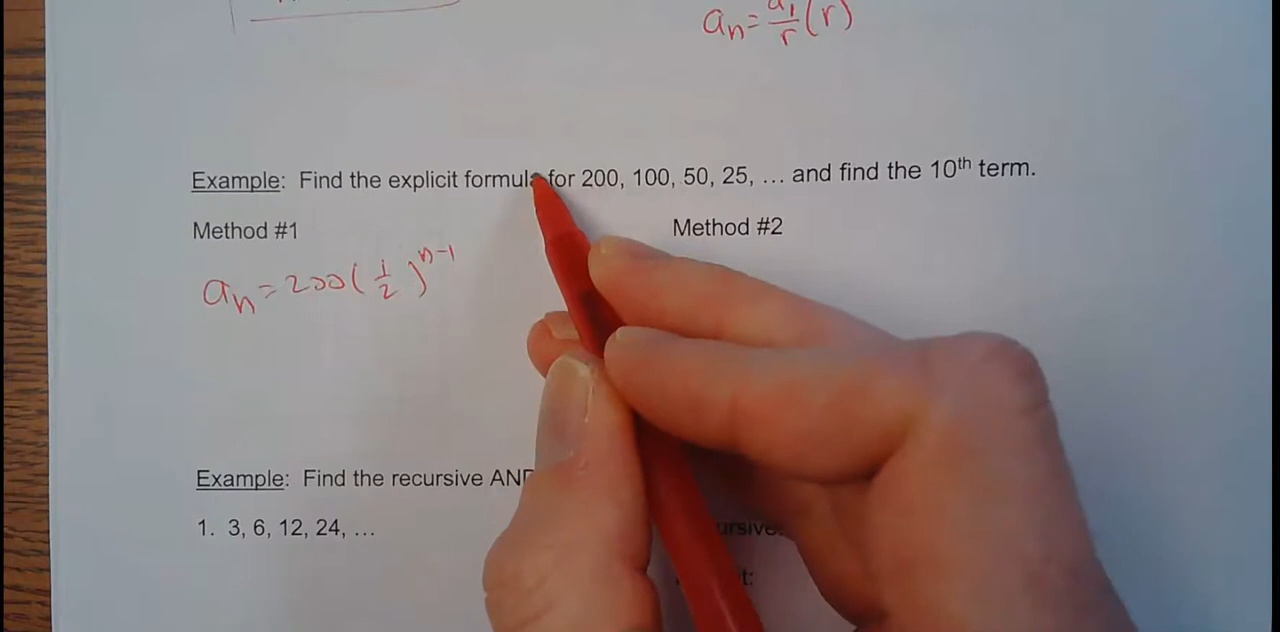 aₙ = a₁/r (r)
Example: Find the explicit formula for 200, 100, 50, 25, … and find the 10th term.
Method #1 Method #2
aₙ = 200(1/2)ⁿ⁻¹
Example: Find the recursive AND
1. 3, 6, 12, 24, …